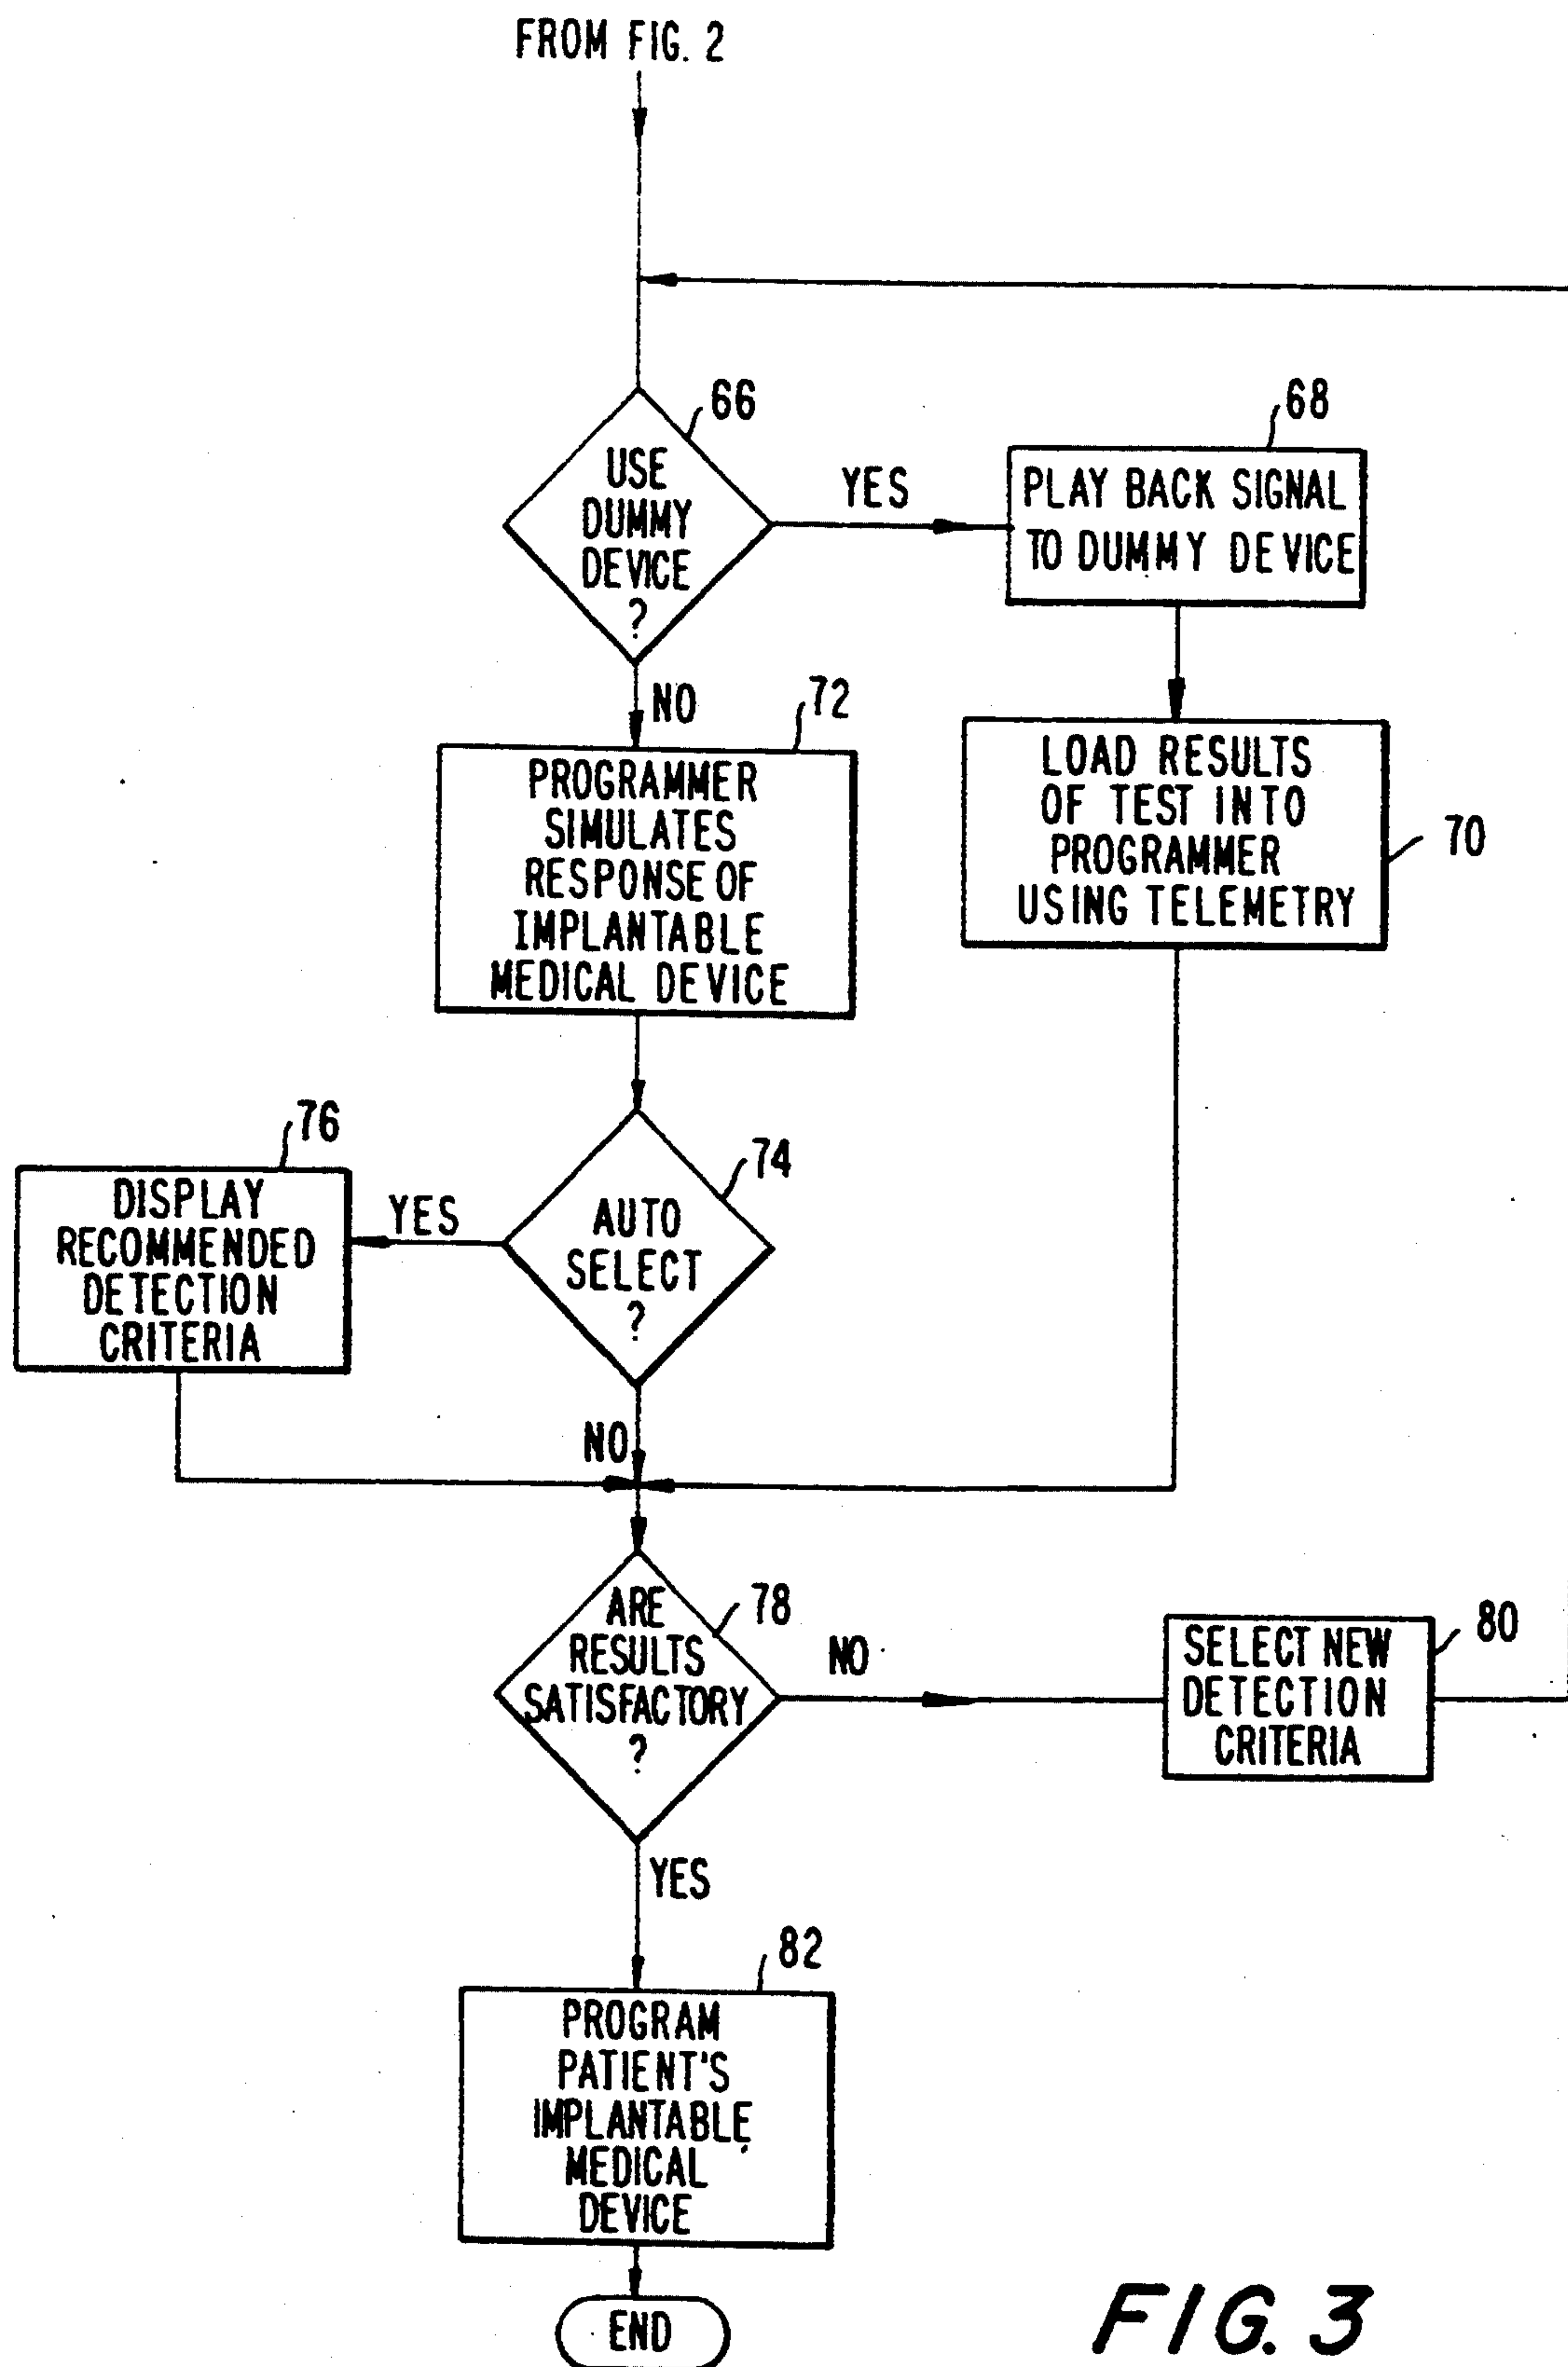 FROM FIG. 2
66
USE
DUMMY
DEVICE
?
YES
68
PLAY BACK SIGNAL
TO DUMMY DEVICE
NO
72
PROGRAMMER
SIMULATES
RESPONSE OF
IMPLANTABLE
MEDICAL DEVICE
LOAD RESULTS
OF TEST INTO
PROGRAMMER
USING TELEMETRY
70
76
DISPLAY
RECOMMENDED
DETECTION
CRITERIA
YES
74
AUTO
SELECT
?
NO
ARE
RESULTS
SATISFACTORY
?
78
NO
80
SELECT NEW
DETECTION
CRITERIA
YES
82
PROGRAM
PATIENT'S
IMPLANTABLE
MEDICAL
DEVICE
END
FIG. 3